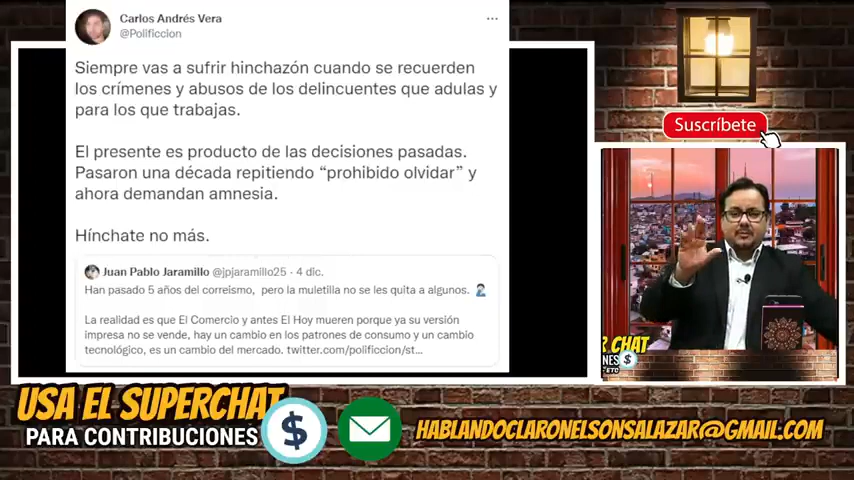 Carlos Andrés Vera
@Polificcion
Siempre vas a sufrir hinchazón cuando se recuerden
los crímenes y abusos de los delincuentes que adulas y
para los que trabajas.
El presente es producto de las decisiones pasadas.
Pasaron una década repitiendo “prohibido olvidar” y
ahora demandan amnesia.
Hínchate no más.
Juan Pablo Jaramillo @jpjaramillo25 · 4 dic.
Han pasado 5 años del correismo, pero la muletilla no se les quita a algunos.
La realidad es que El Comercio y antes El Hoy mueren porque ya su versión
impresa no se vende, hay un cambio en los patrones de consumo y un cambio
tecnológico, es un cambio del mercado. twitter.com/polificcion/st...
Suscríbete
R CHAT
NES $
ETC
USA EL SUPERCHAT
PARA CONTRIBUCIONES
$
HABLANDOCLARONELSONSALAZAR@GMAIL.COM